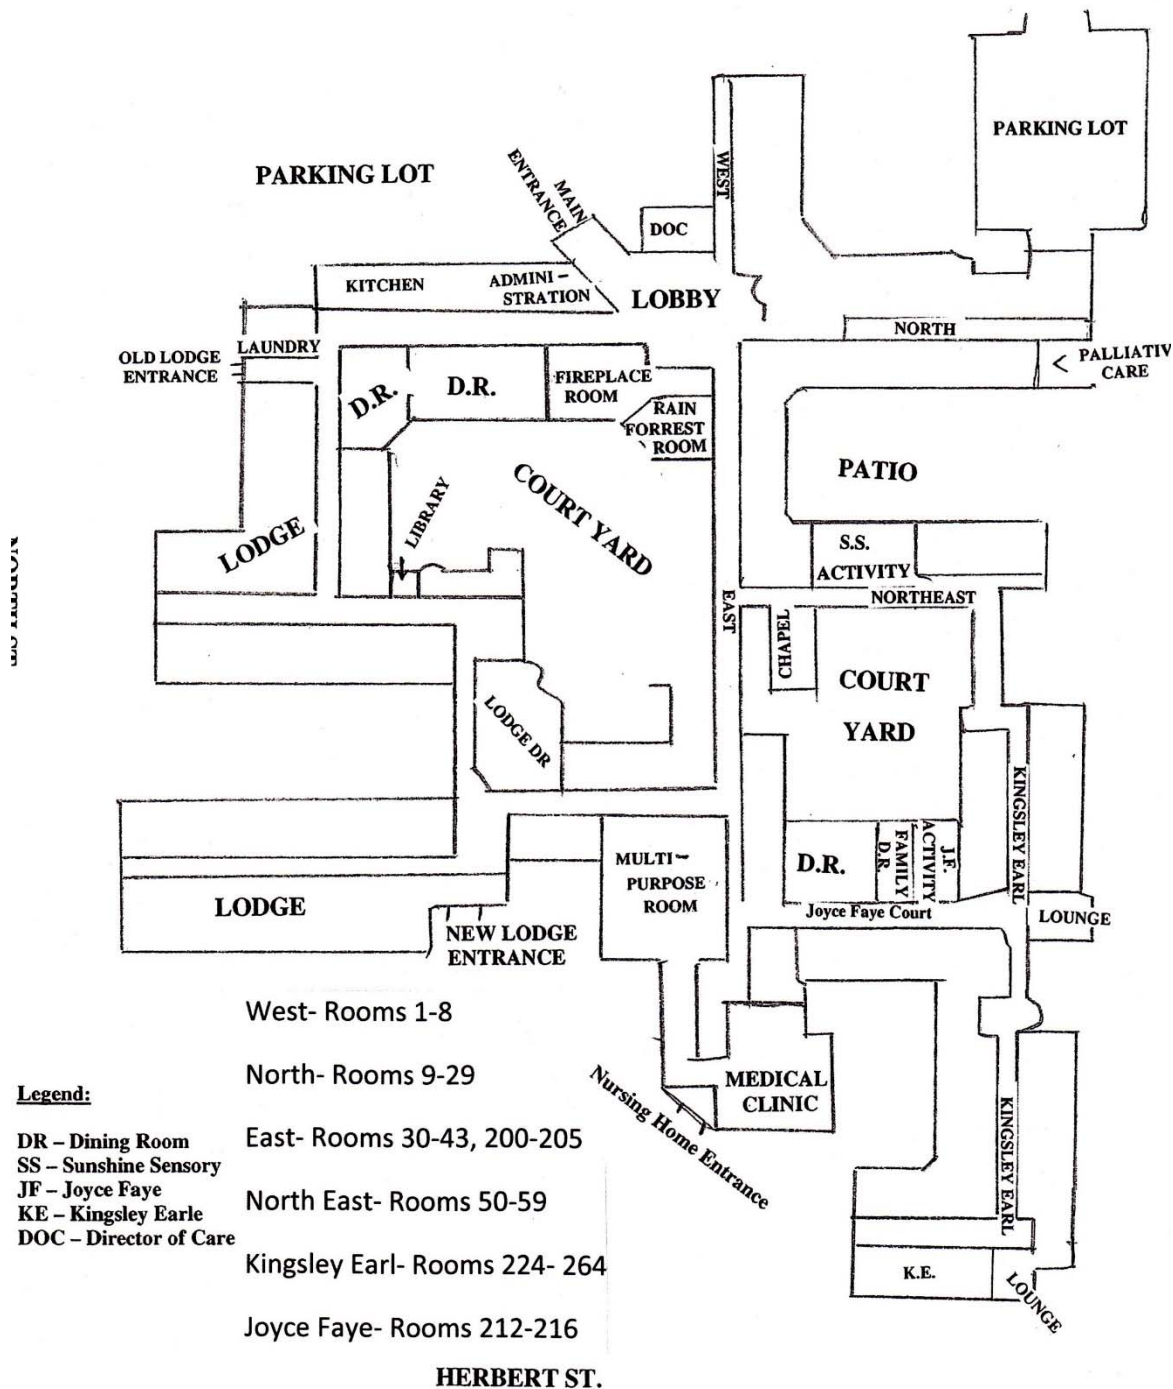 PARKING LOT
PARKING LOT
MAIN
ENTRANCE
WEST
DOC
KITCHEN
ADMINI-
STRATION
LOBBY
NORTH
LAUNDRY
OLD LODGE
ENTRANCE
D.R.
D.R.
FIREPLACE
ROOM
RAIN
FORREST
ROOM
< PALLIATIV
CARE
PATIO
COURT YARD
LIBRARY
LODGE
S.S.
ACTIVITY
NORTHEAST
EAST
CHAPEL
COURT
YARD
LODGE DR
KINGSLEY EARL
MULTI-
PURPOSE
ROOM
D.R.
FAMILY
D.R.
J.F.
ACTIVITY
Joyce Faye Court
LOUNGE
LODGE
NEW LODGE
ENTRANCE
MEDICAL
CLINIC
Nursing Home Entrance
KINGSLEY EARL
K.E.
LOUNGE
West- Rooms 1-8
North- Rooms 9-29
East- Rooms 30-43, 200-205
North East- Rooms 50-59
Kingsley Earl- Rooms 224- 264
Joyce Faye- Rooms 212-216
Legend:
DR – Dining Room
SS – Sunshine Sensory
JF – Joyce Faye
KE – Kingsley Earle
DOC – Director of Care
HERBERT ST.